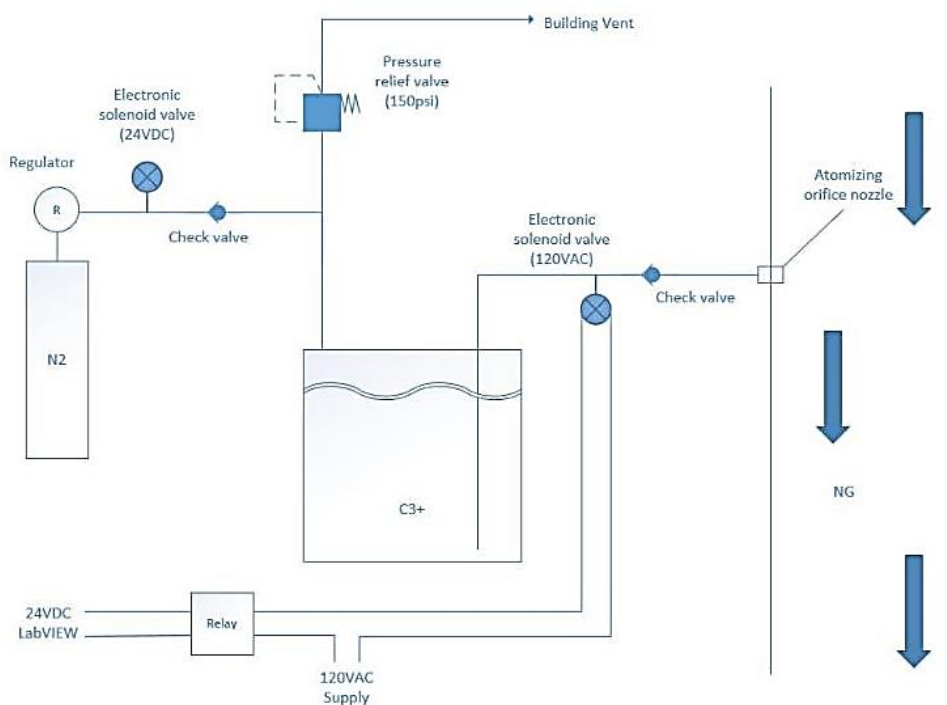 Building Vent
Pressure
relief valve
(150psi)
Electronic
solenoid valve
(24VDC)
Regulator
R
Check valve
Atomizing
orifice nozzle
Electronic
solenoid valve
(120VAC)
Check valve
N2
C3+
NG
24VDC
LabVIEW
Relay
120VAC
Supply